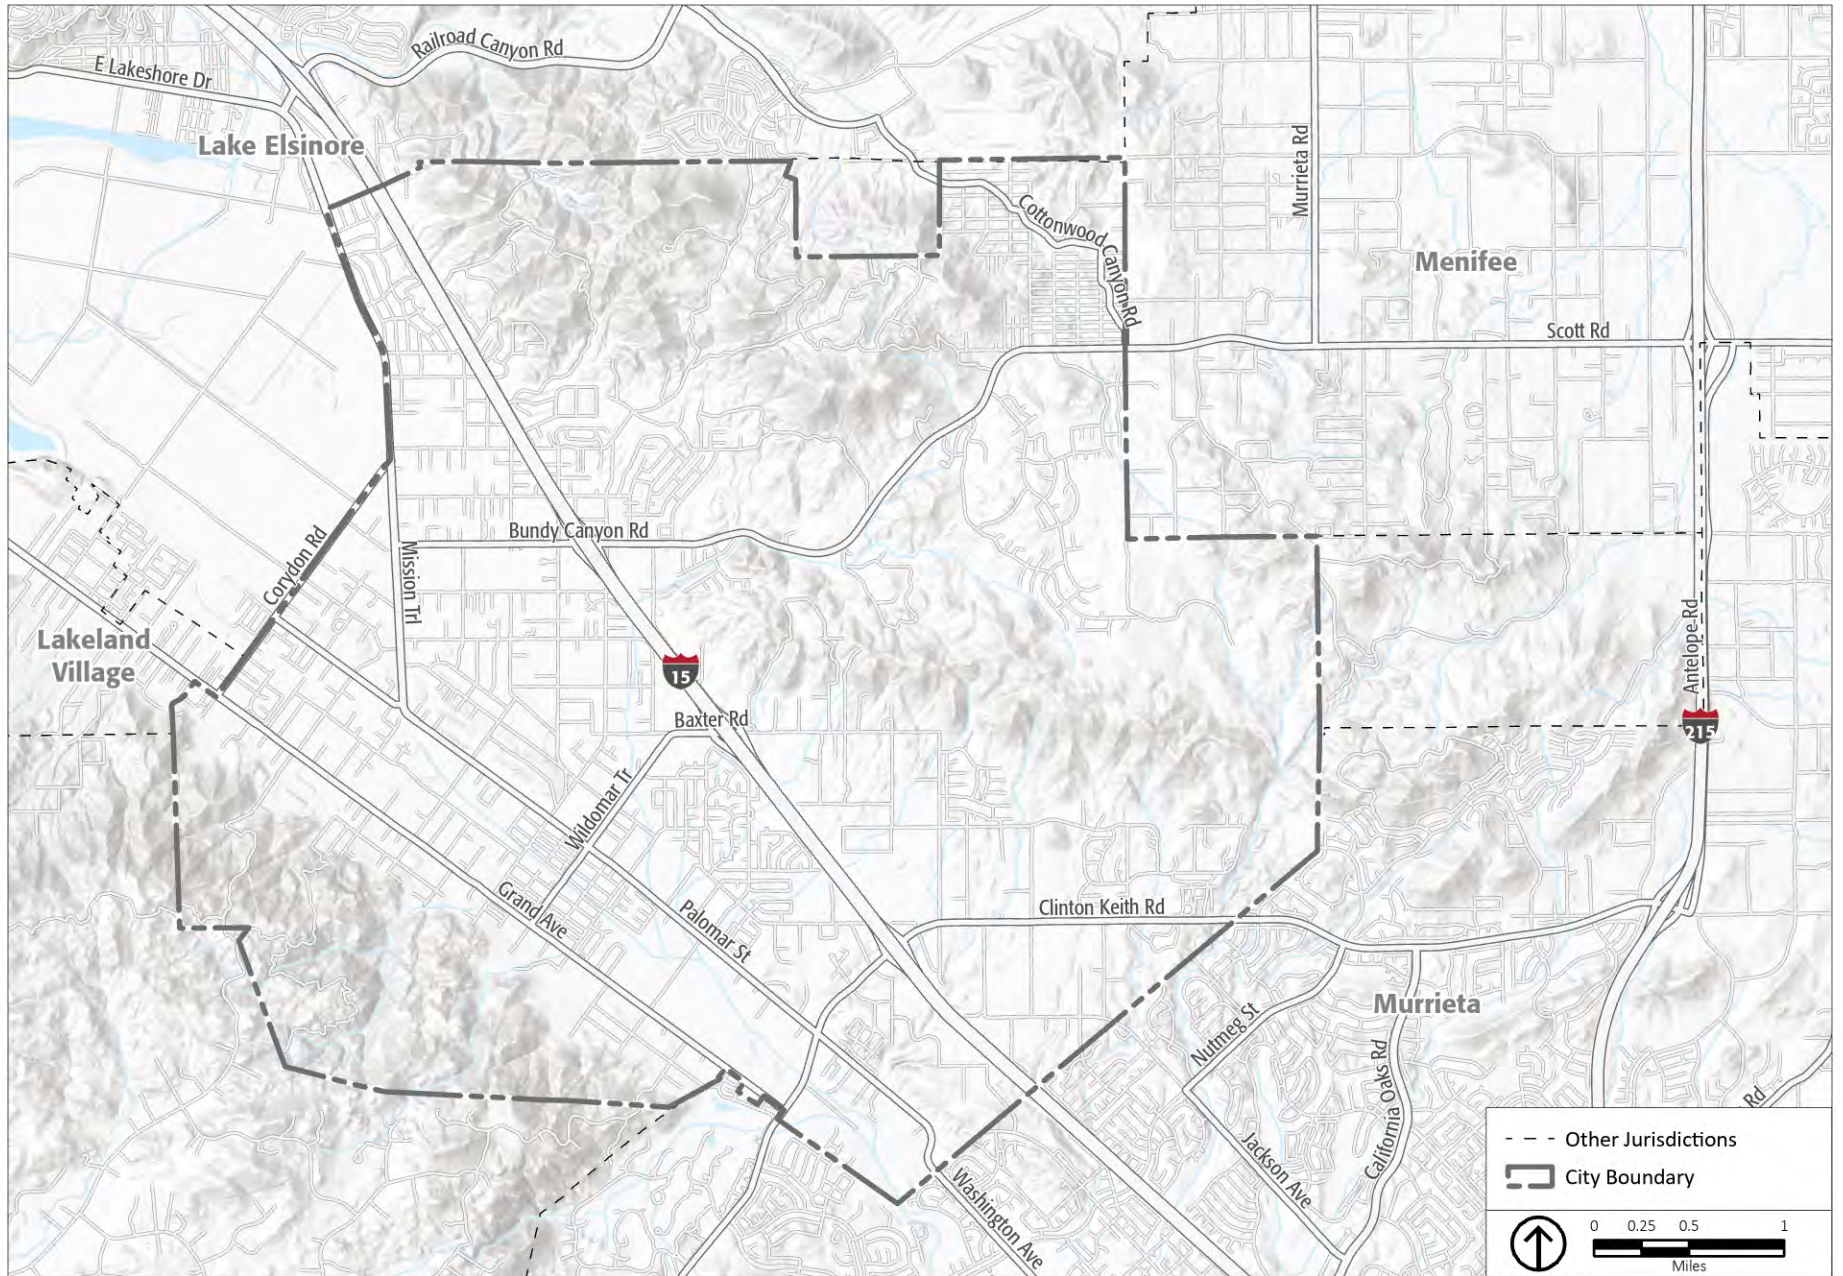 Railroad Canyon Rd
E Lakeshore Dr
Lake Elsinore
Murrieta Rd
Cottonwood Canyon Rd
Menifee
Scott Rd
Bundy Canyon Rd
Corydon Rd
Mission Trl
Lakeland
Village
15
Antelope Rd
Baxter Rd
215
Wildomar Tr
Grand Ave
Palomar St
Clinton Keith Rd
Murrieta
Nutmeg St
California Oaks Rd
Rd
Jackson Ave
Washington Ave
Other Jurisdictions
City Boundary
0 0.25 0.5 1
Miles